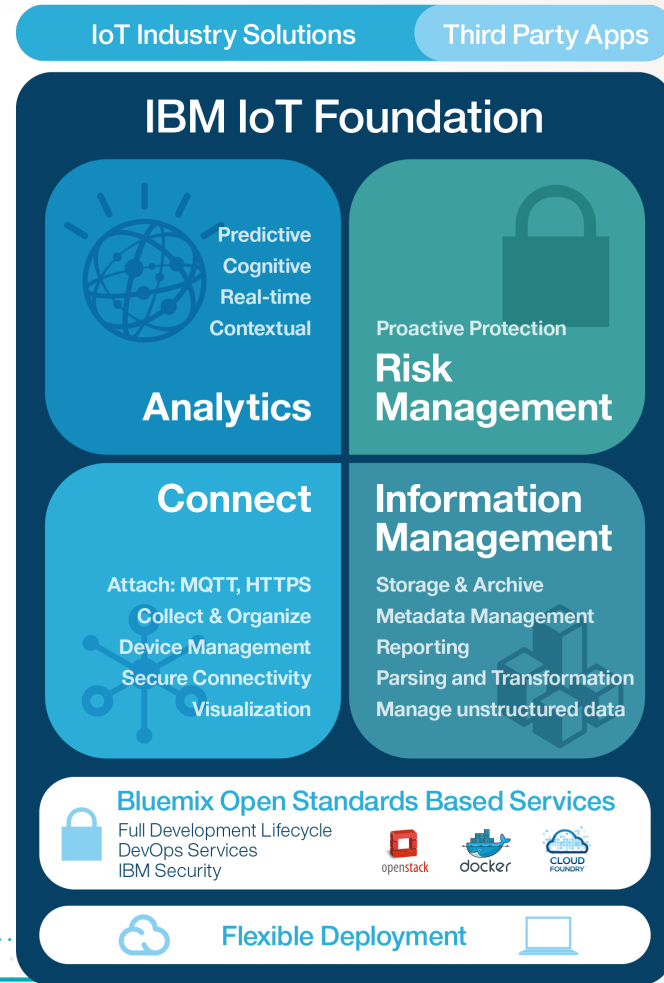 IoT Industry Solutions
Third Party Apps
IBM IoT Foundation
Predictive
Cognitive
Real-time
Contextual
Analytics
Proactive Protection
Risk
Management
Connect
Attach: MQTT, HTTPS
Collect & Organize
Device Management
Secure Connectivity
Visualization
Information
Management
Storage & Archive
Metadata Management
Reporting
Parsing and Transformation
Manage unstructured data
Bluemix Open Standards Based Services
Full Development Lifecycle
DevOps Services
IBM Security
openstack
docker
CLOUD
FOUNDRY
Flexible Deployment